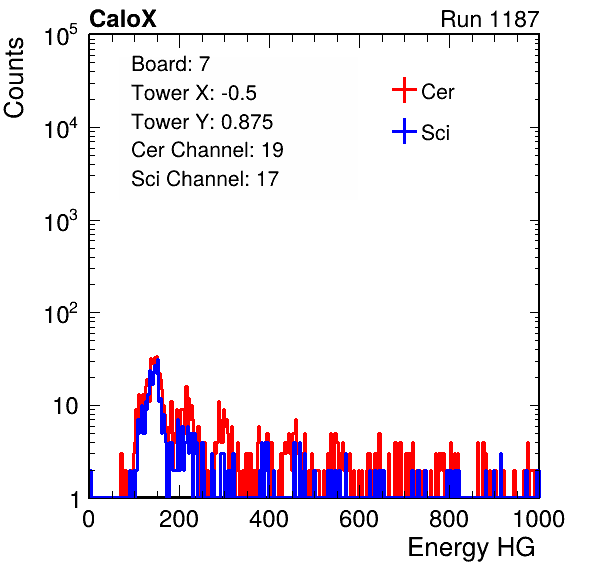 CaloX Run 1187
Counts
Board: 7
Tower X: -0.5
Tower Y: 0.875
Cer Channel: 19
Sci Channel: 17
Cer
Sci
10^5
10^4
10^3
10^2
10
1
0 200 400 600 800 1000
Energy HG